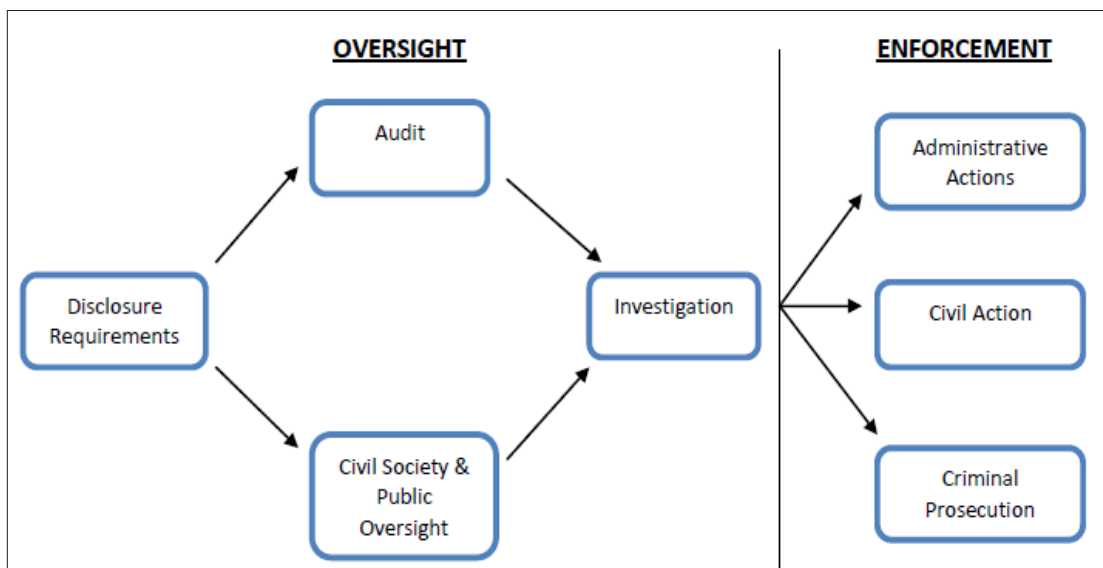 OVERSIGHT
Audit
Disclosure
Requirements
Civil Society &
Public
Oversight
Investigation
ENFORCEMENT
Administrative
Actions
Civil Action
Criminal
Prosecution